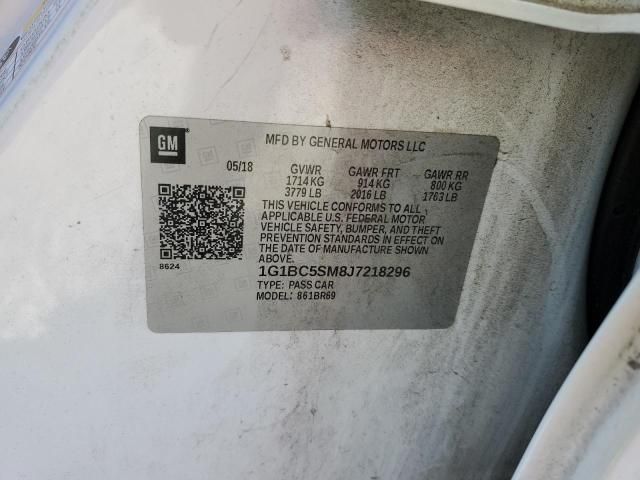 GM
MFD BY GENERAL MOTORS LLC
05/18 GVWR GAWR FRT GAWR RR
1714 KG 914 KG 800 KG
3779 LB 2016 LB 1763 LB
THIS VEHICLE CONFORMS TO ALL
APPLICABLE U.S. FEDERAL MOTOR
VEHICLE SAFETY, BUMPER, AND THEFT
PREVENTION STANDARDS IN EFFECT ON
THE DATE OF MANUFACTURE SHOWN
ABOVE.
8624
1G1BC5SM8J7218296
TYPE: PASS CAR
MODEL: 861BR69